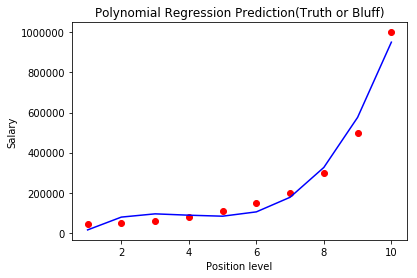 Polynomial Regression Prediction(Truth or Bluff)
1000000
800000
600000
400000
200000
0
Salary
2 4 6 8 10
Position level